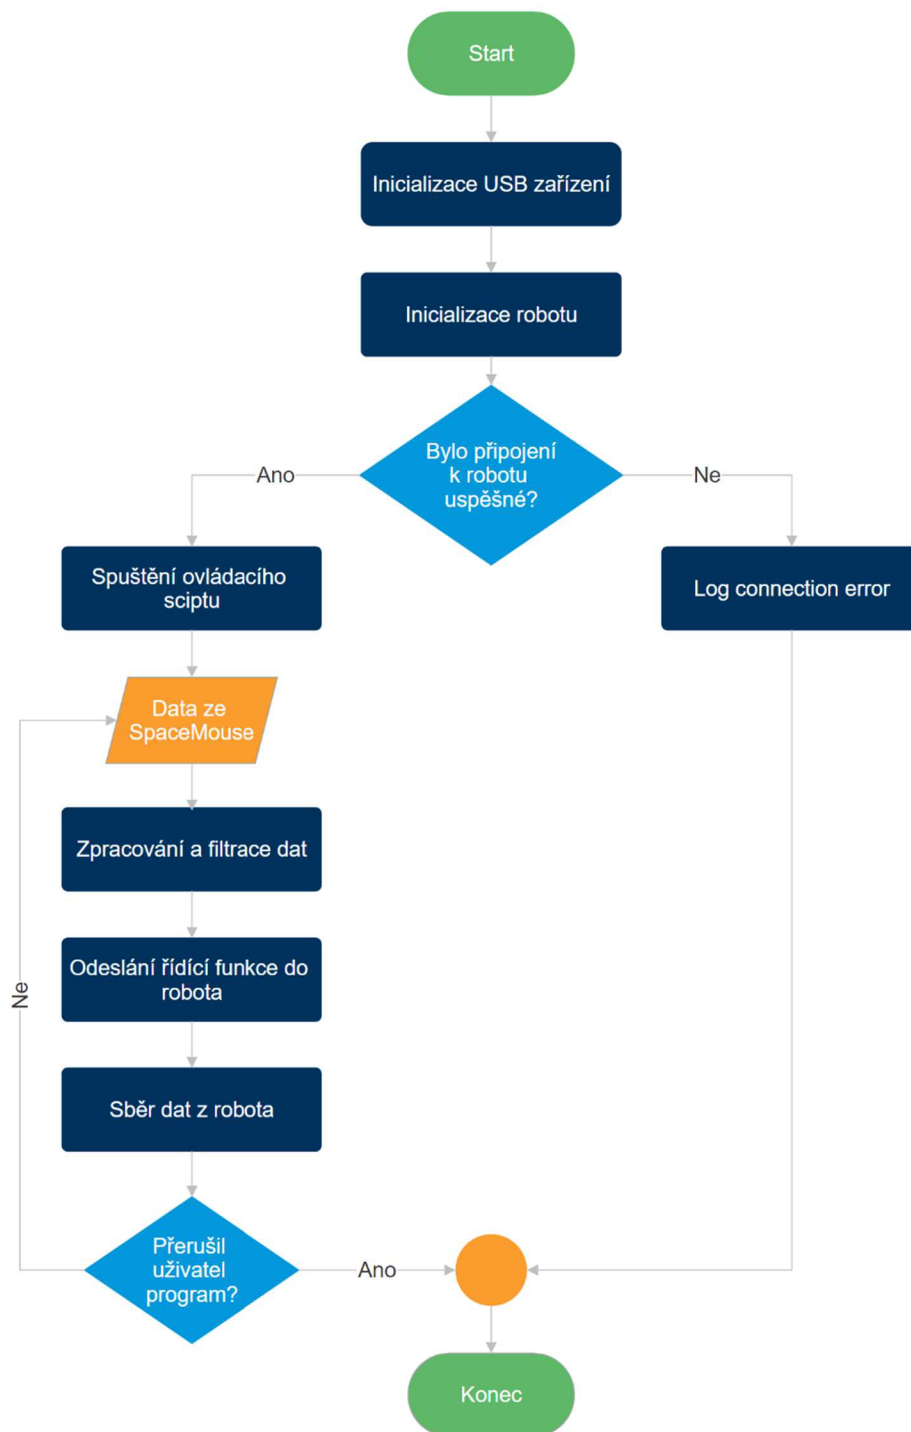 Start
Inicializace USB zařízení
Inicializace robotu
Bylo připojení
k robotu
uspěšné?
Ano
Ne
Spuštění ovládacího
sciptu
Log connection error
Data ze
SpaceMouse
Zpracování a filtrace dat
Odeslání řídící funkce do
robota
Ne
Sběr dat z robota
Přerušil
uživatel
program?
Ano
Konec